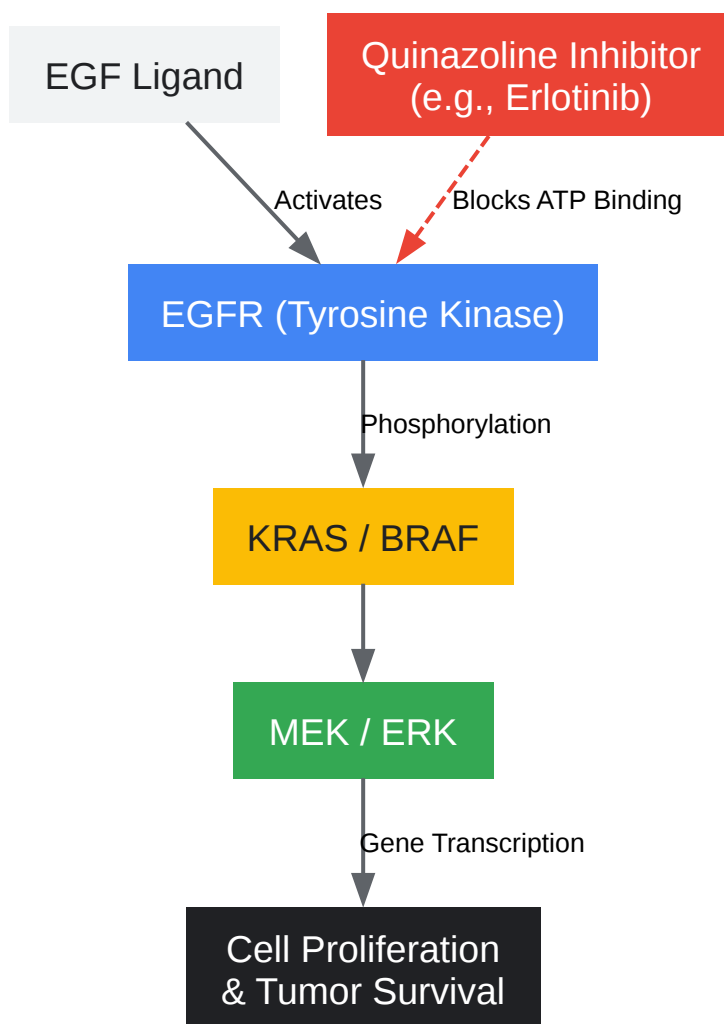 EGF Ligand
Quinazoline Inhibitor
(e.g., Erlotinib)
Activates
Blocks ATP Binding
EGFR (Tyrosine Kinase)
Phosphorylation
KRAS / BRAF
MEK / ERK
Gene Transcription
Cell Proliferation
& Tumor Survival